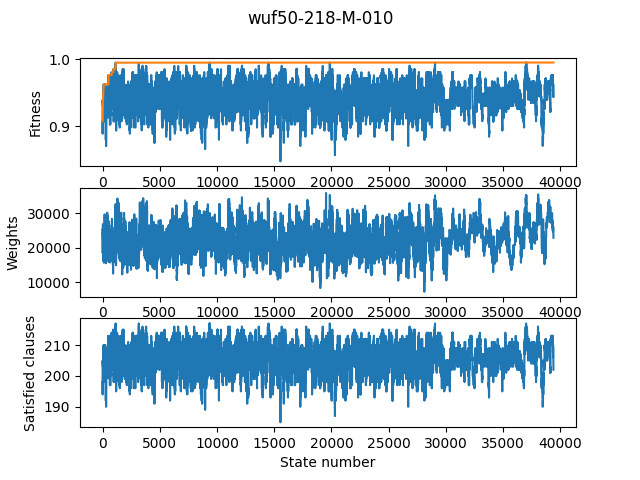 wuf50-218-M-010
1.0
0.9
Fitness
0 5000 10000 15000 20000 25000 30000 35000 40000
30000
20000
10000
Weights
0 5000 10000 15000 20000 25000 30000 35000 40000
210
200
190
Satisfied clauses
0 5000 10000 15000 20000 25000 30000 35000 40000
State number